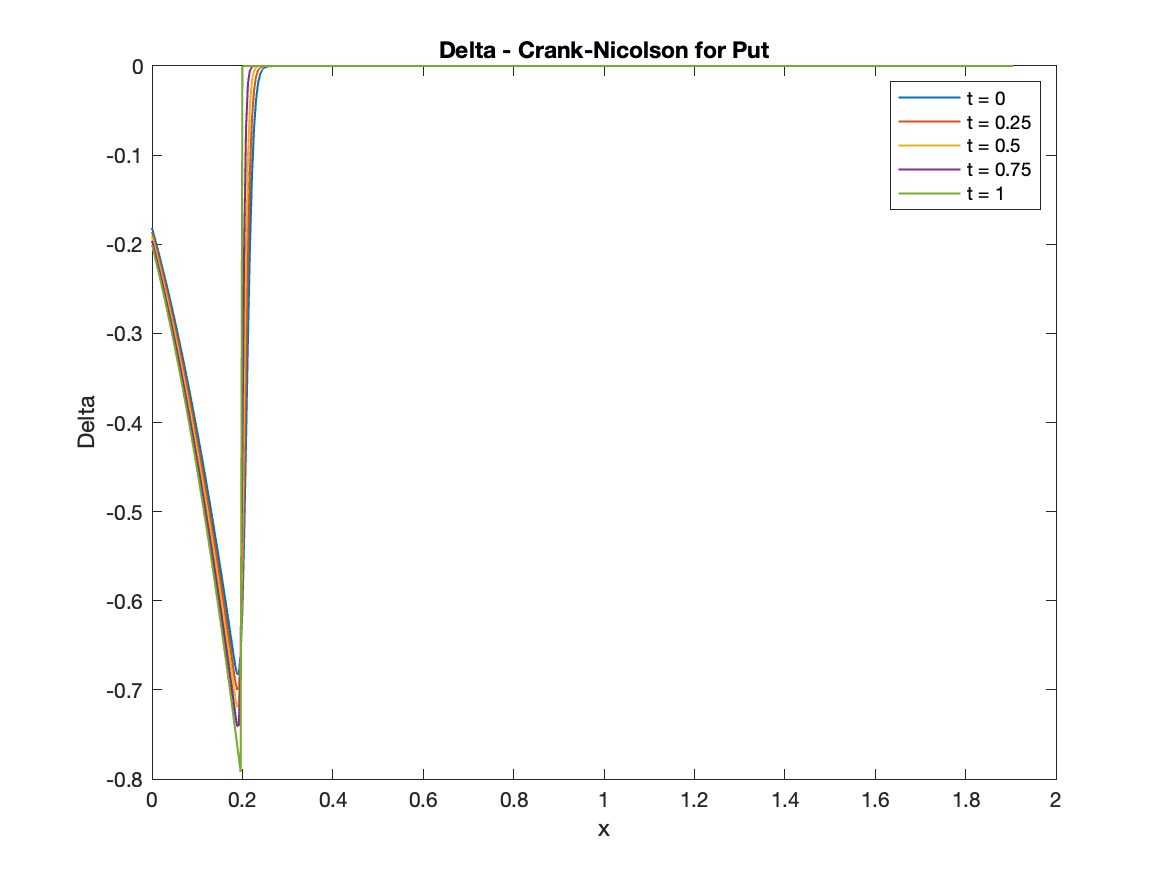 Delta - Crank-Nicolson for Put
0
-0.1
-0.2
-0.3
-0.4
-0.5
-0.6
-0.7
-0.8
Delta
t = 0
t = 0.25
t = 0.5
t = 0.75
t = 1
0 0.2 0.4 0.6 0.8 1 1.2 1.4 1.6 1.8 2
x